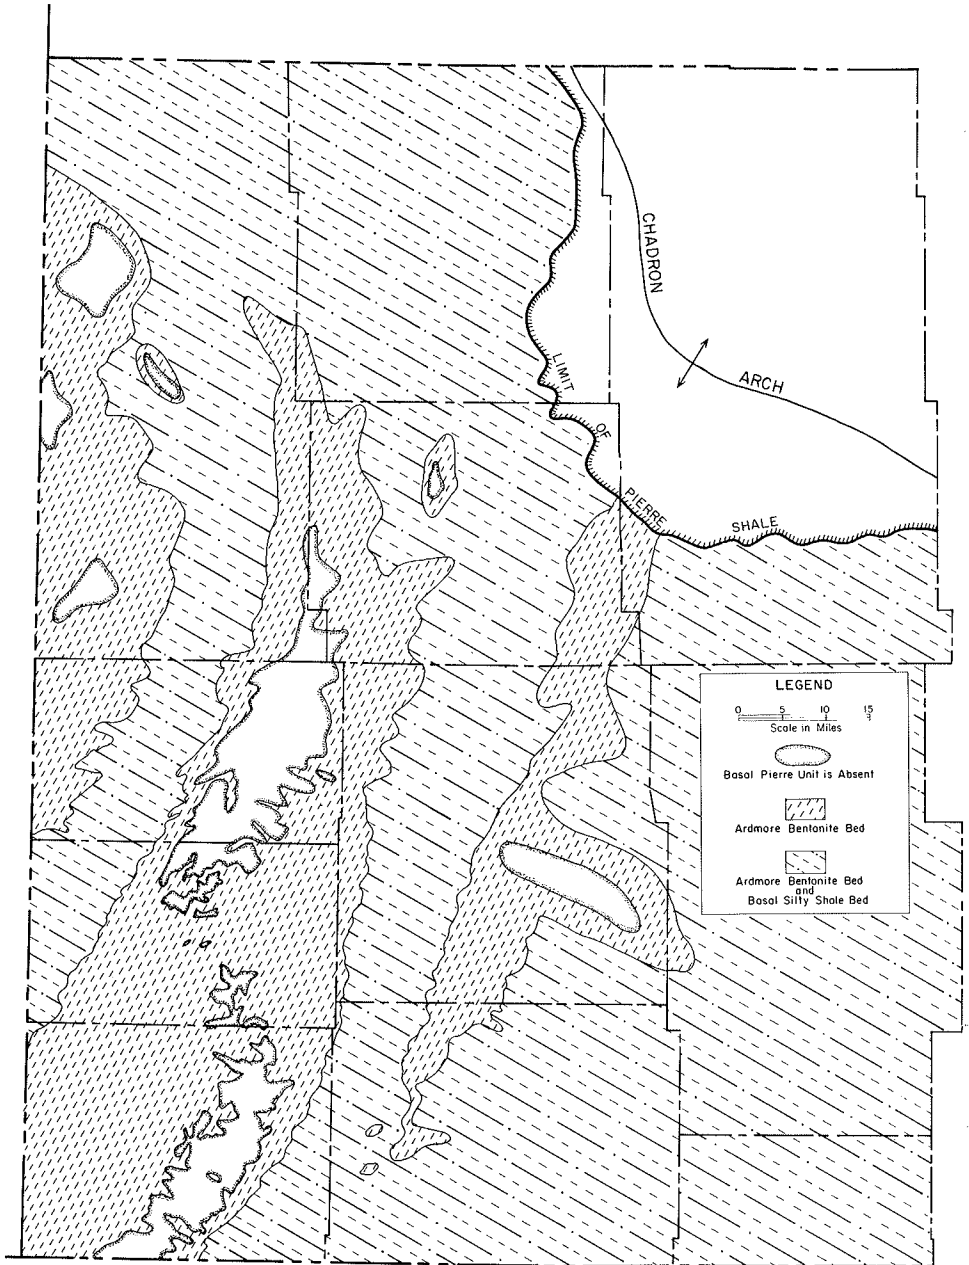 CHADRON
ARCH
LIMIT
OF
PIERRE
SHALE
LEGEND
0 5 10 15
Scale in Miles
Basal Pierre Unit is Absent
Ardmore Bentonite Bed
Ardmore Bentonite Bed
and
Basal Silty Shale Bed